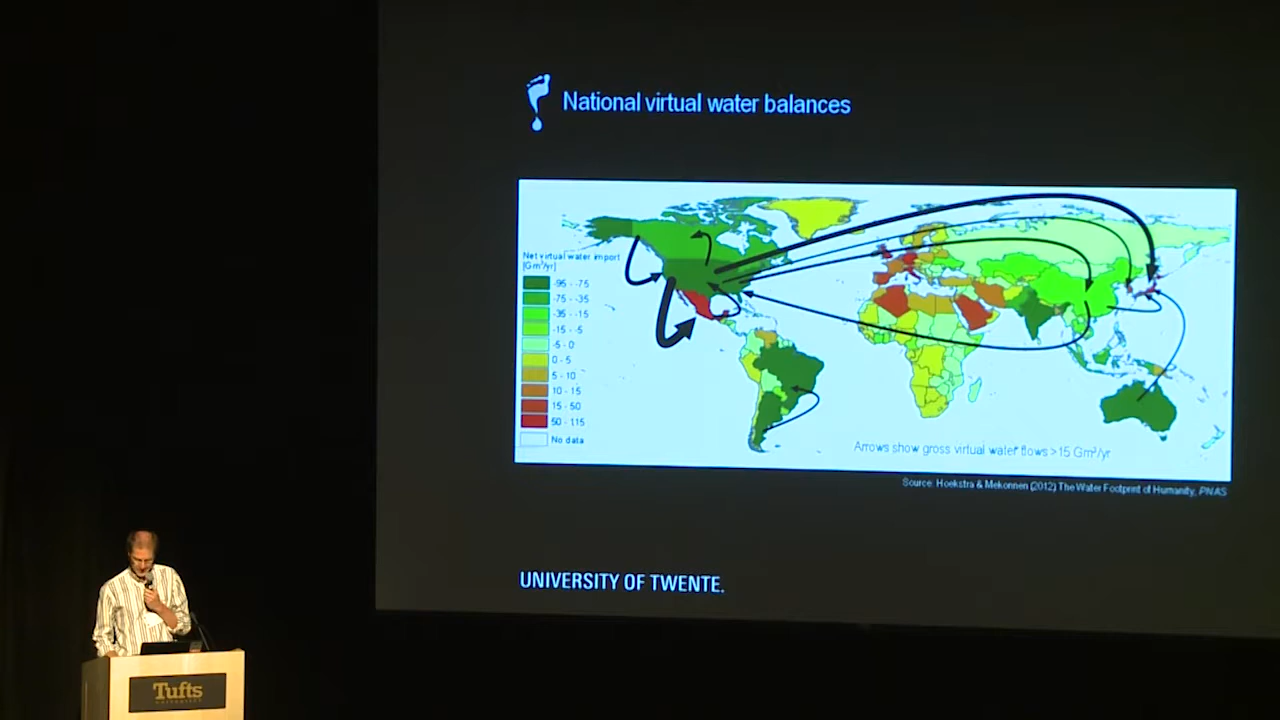 National virtual water balances
Net virtual water import
[Gm³/yr]
-95 - -75
-75 - -35
-35 - -15
-15 - -5
-5 - 0
0 - 5
5 - 10
10 - 15
15 - 50
50 - 115
No data
Arrows show gross virtual water flows >15 Gm³/yr
Source: Hoekstra & Mekonnen (2012) The Water Footprint of Humanity, PNAS
UNIVERSITY OF TWENTE.
Tufts
UNIVERSITY